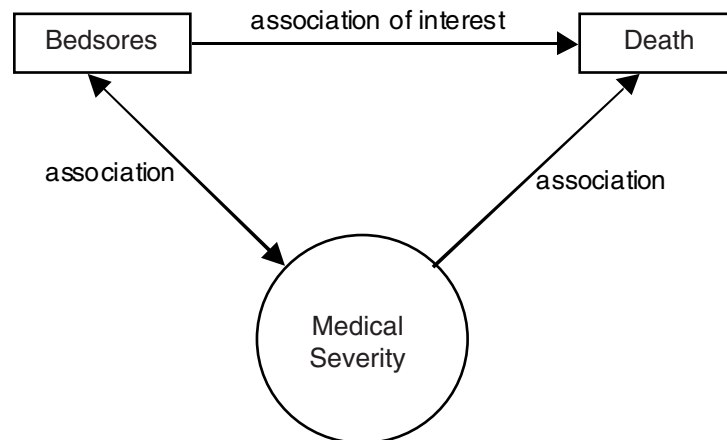 association of interest
Bedsores
Death
association
association
Medical
Severity